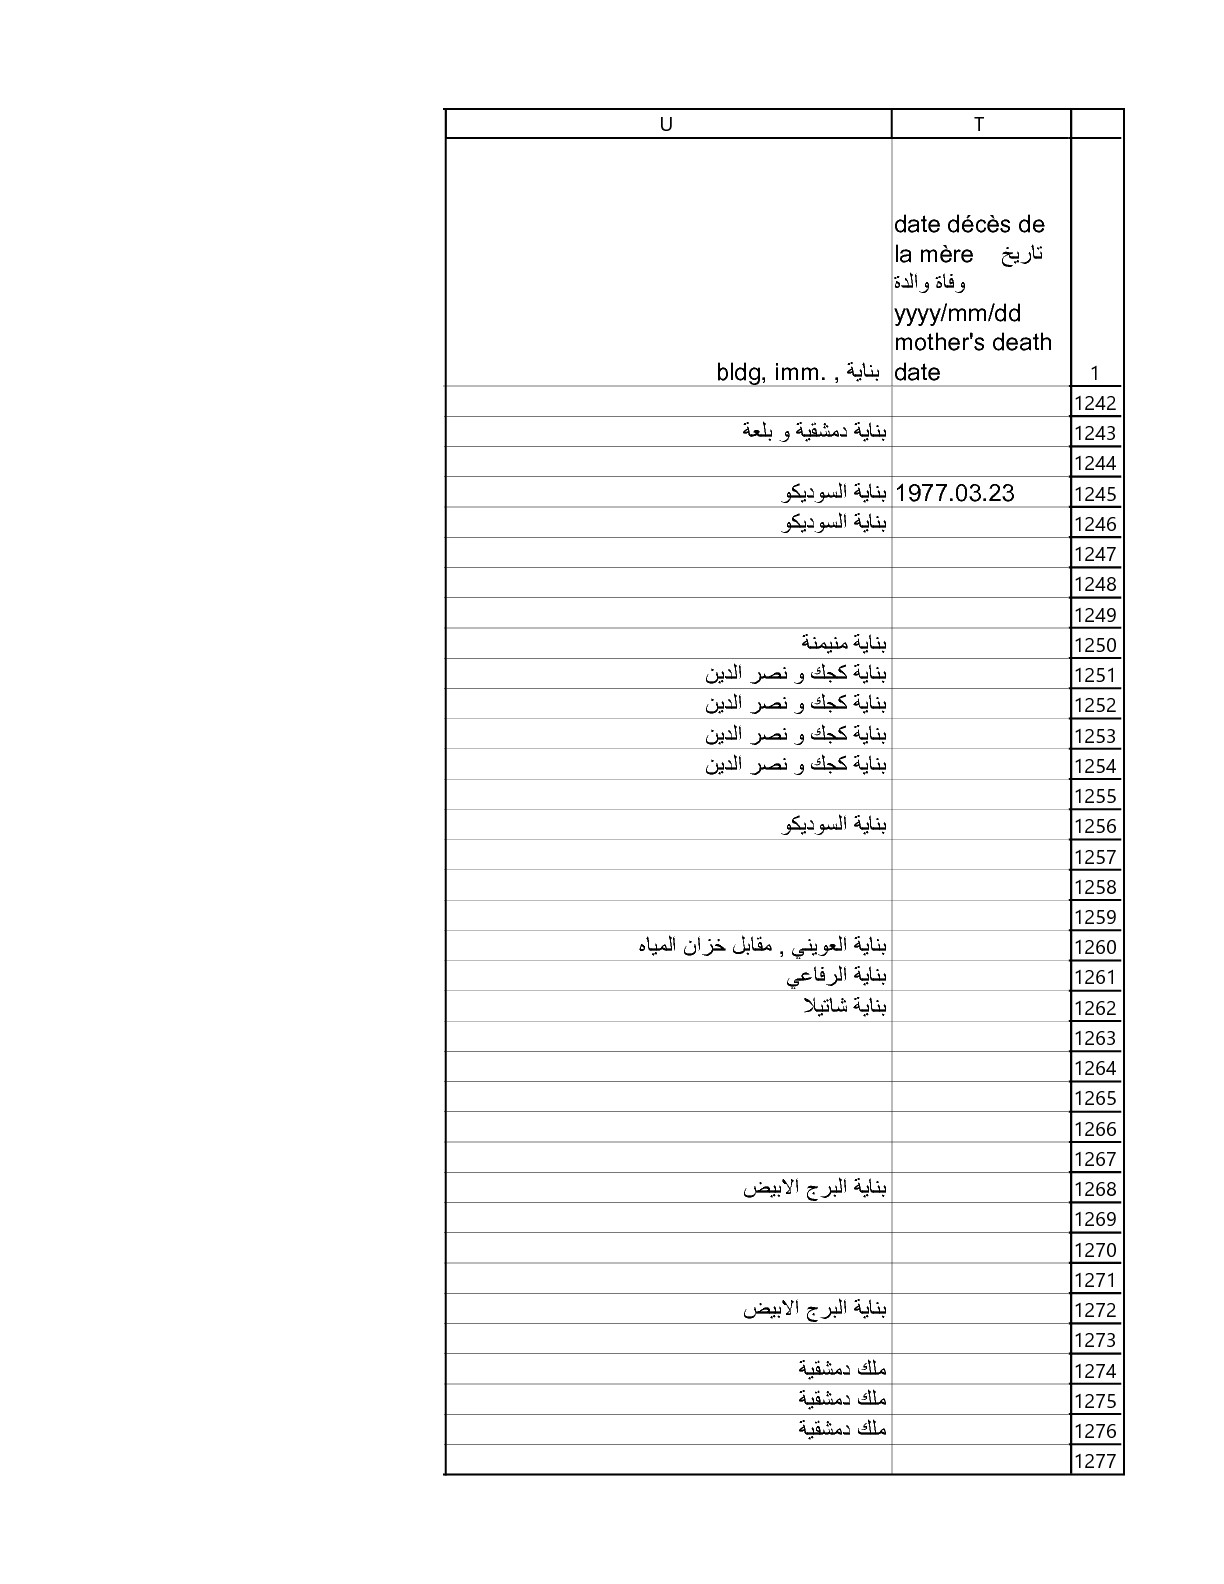 T U
date décès de
la mère تاريخ
وفاة والدة
yyyy/mm/dd
mother's death
1 date بناية , .bldg, imm
1242
1243 بناية دمشقية و بلعة
1244
1245 1977.03.23 بناية السوديكو
1246 بناية السوديكو
1247
1248
1249
1250 بناية منيمنة
1251 بناية كجك و نصر الدين
1252 بناية كجك و نصر الدين
1253 بناية كجك و نصر الدين
1254 بناية كجك و نصر الدين
1255
1256 بناية السوديكو
1257
1258
1259
1260 بناية العويني , مقابل خزان المياه
1261 بناية الرفاعي
1262 بناية شاتيلا
1263
1264
1265
1266
1267
1268 بناية البرج الابيض
1269
1270
1271
1272 بناية البرج الابيض
1273
1274 ملك دمشقية
1275 ملك دمشقية
1276 ملك دمشقية
1277